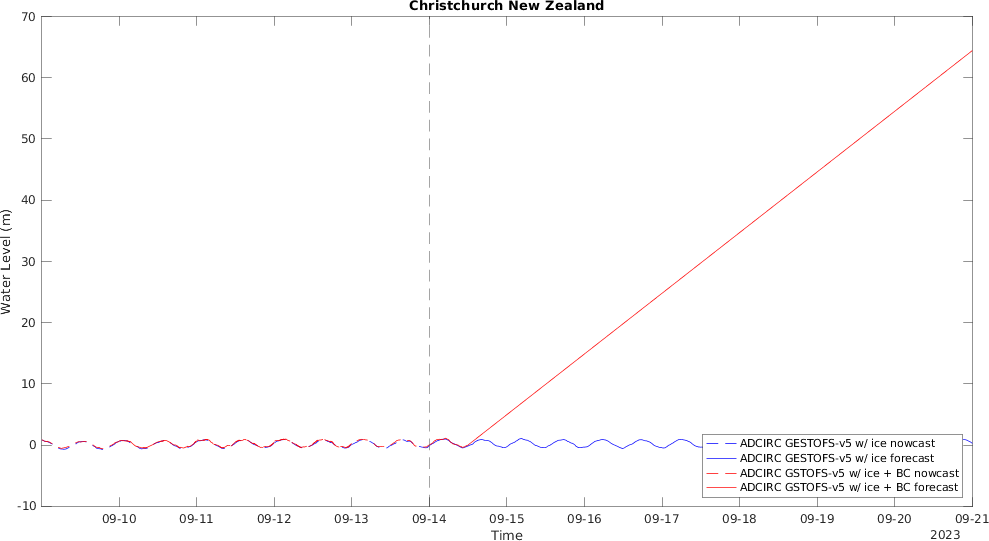 Christchurch New Zealand
70
60
50
40
30
20
10
0
-10
Water Level (m)
ADCIRC GESTOFS-v5 w/ ice nowcast
ADCIRC GESTOFS-v5 w/ ice forecast
ADCIRC GSTOFS-v5 w/ ice + BC nowcast
ADCIRC GSTOFS-v5 w/ ice + BC forecast
09-10 09-11 09-12 09-13 09-14 09-15 09-16 09-17 09-18 09-19 09-20 09-21
Time
2023